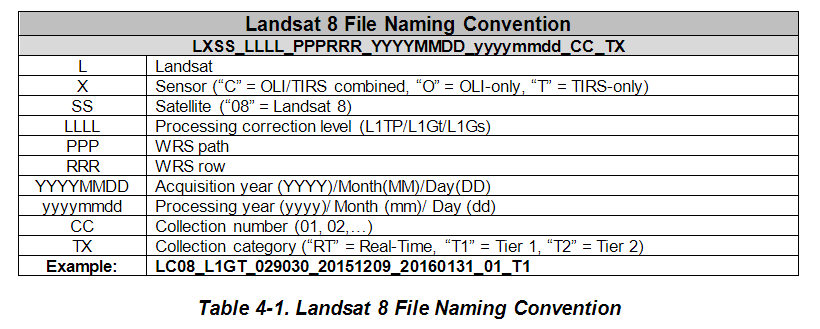 Landsat 8 File Naming Convention
LXSS_LLLL_PPPRRR_YYYYMMDD_yyyymmdd_CC_TX
L Landsat
X Sensor (“C” = OLI/TIRS combined, “O” = OLI-only, “T” = TIRS-only)
SS Satellite (“08” = Landsat 8)
LLLL Processing correction level (L1TP/L1Gt/L1Gs)
PPP WRS path
RRR WRS row
YYYYMMDD Acquisition year (YYYY)/Month(MM)/Day(DD)
yyyymmdd Processing year (yyyy)/ Month (mm)/ Day (dd)
CC Collection number (01, 02,…)
TX Collection category (“RT” = Real-Time, “T1” = Tier 1, “T2” = Tier 2)
Example: LC08_L1GT_029030_20151209_20160131_01_T1
Table 4-1. Landsat 8 File Naming Convention